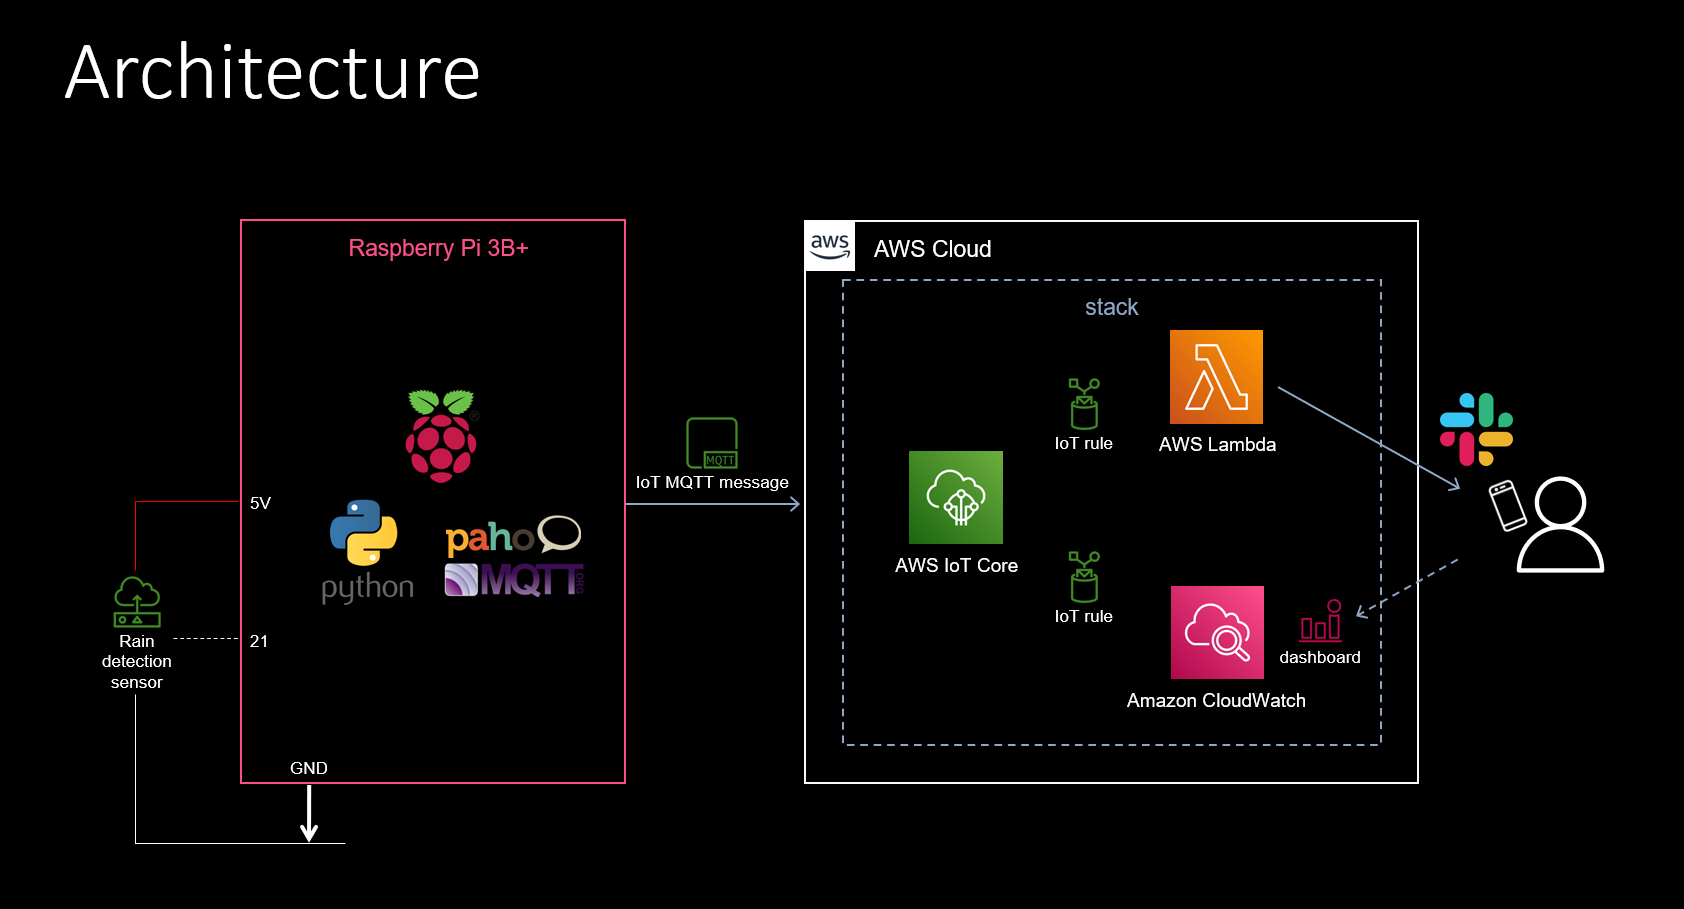 Architecture
Raspberry Pi 3B+
®
python
paho
MQTT
.ORG
5V
21
GND
Rain
detection
sensor
MQTT
IoT MQTT message
aws
AWS Cloud
stack
IoT rule
AWS Lambda
AWS IoT Core
IoT rule
Amazon CloudWatch
dashboard